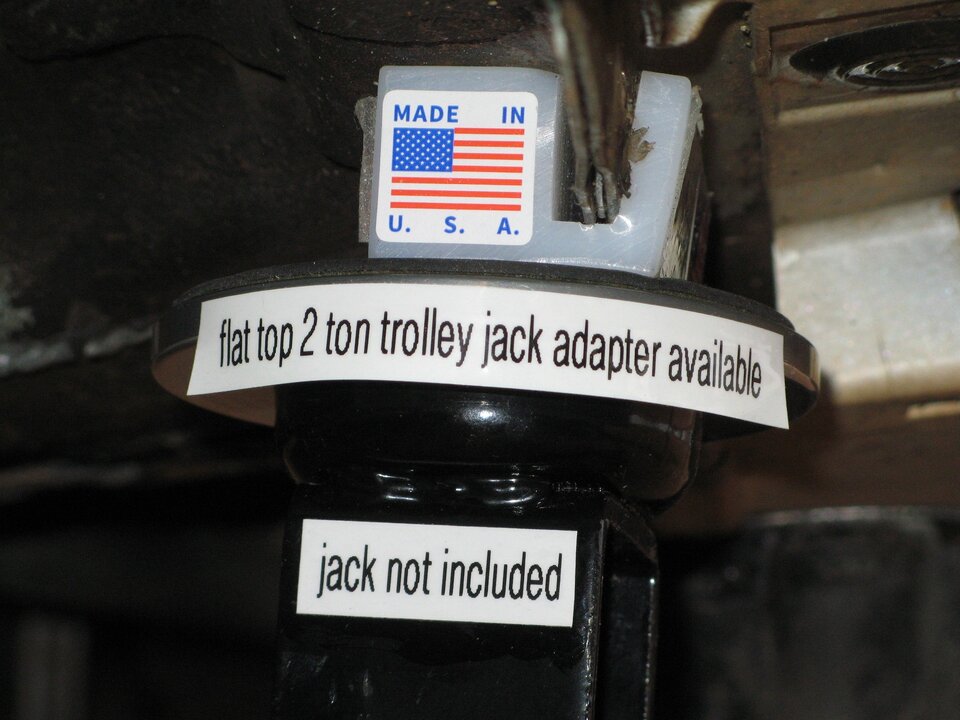 MADE IN
U. S. A.
flat top 2 ton trolley jack adapter available
jack not included